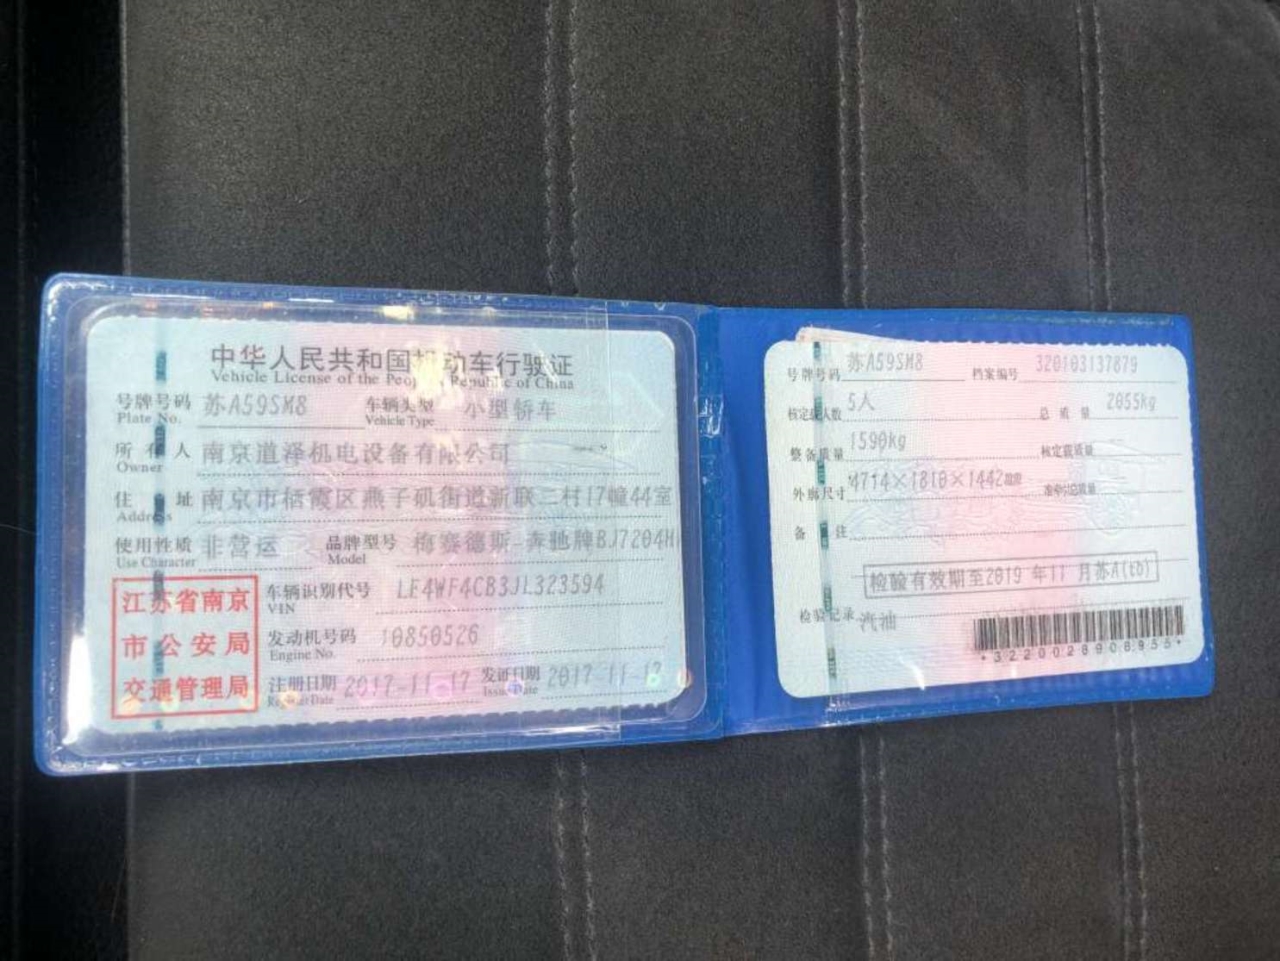 中华人民共和国机动车行驶证
Vehicle License of the People's Republic of China
号牌号码 苏A59SM8 车辆类型 小型轿车
Plate No. Vehicle Type
所有人 南京道泽机电设备有限公司
Owner
住址 南京市栖霞区燕子矶街道新联二村17幢44室
Address
使用性质 非营运 品牌型号 梅赛德斯-奔驰牌BJ7204H
Use Character Model
江苏省南京
市公安局
交通管理局
车辆识别代号 LE4WF4CB3JL323594
VIN
发动机号码 10850526
Engine No.
注册日期 2017-11-17 发证日期 2017-11-17
Register Date Issue Date
号牌号码 苏A59SM8 档案编号 320103137879
核定载人数 5人 总质量 2055kg
整备质量 1590kg 核定载质量 --
外廓尺寸 4714×1810×1442mm 准牵引总质量 --
备注
检验有效期至2019年11月苏A(tb)
检验记录 汽油
*3220028908955*